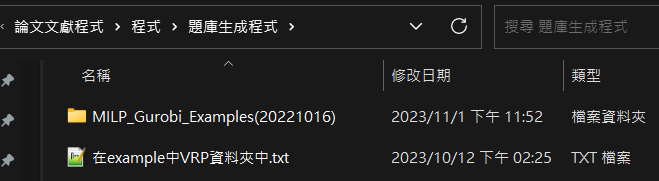 論文文獻程式 › 程式 › 題庫生成程式 ›
搜尋 題庫生成程式
名稱 修改日期 類型
MILP_Gurobi_Examples(20221016) 2023/11/1 下午 11:52 檔案資料夾
在example中VRP資料夾中.txt 2023/10/12 下午 02:25 TXT 檔案